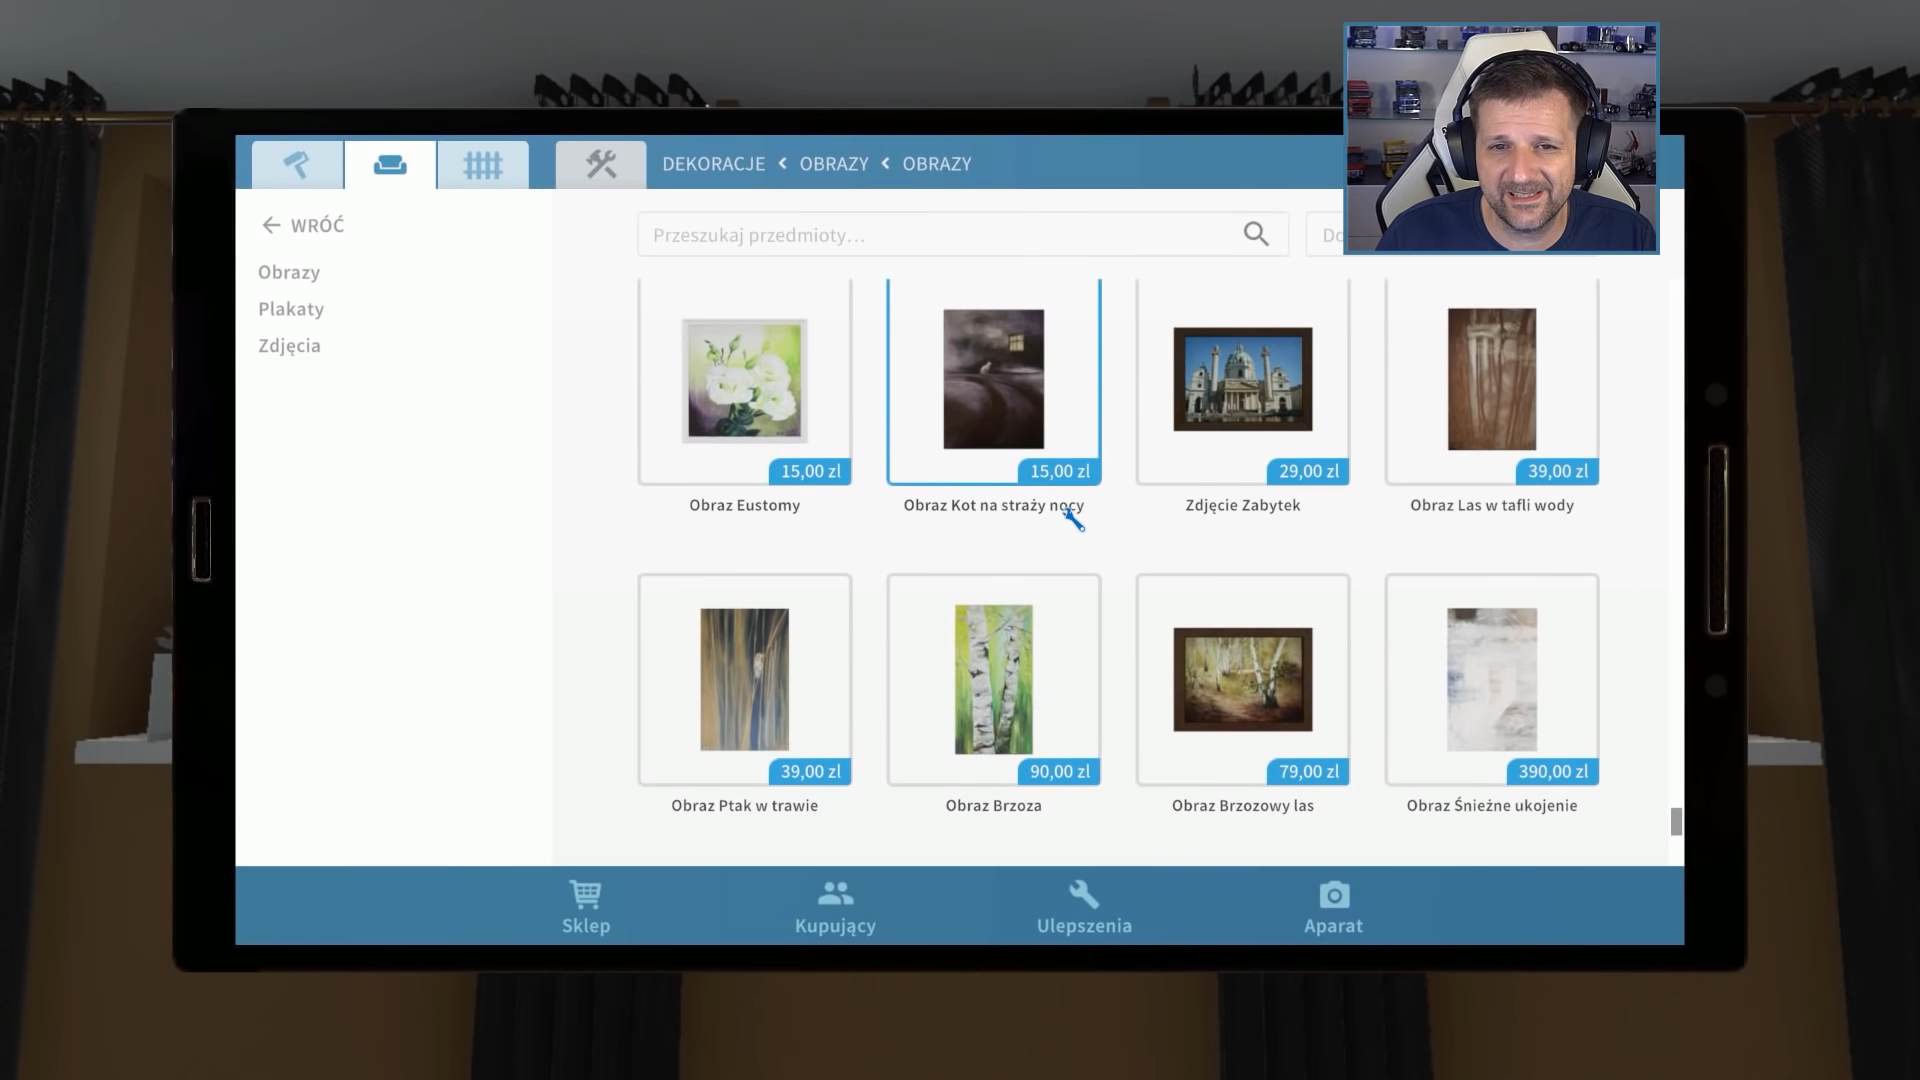 DEKORACJE < OBRAZY < OBRAZY
WRÓĆ
Przeszukaj przedmioty...
Do
Obrazy
Plakaty
Zdjęcia
15,00 zl
15,00 zl
29,00 zl
39,00 zl
Obraz Eustomy
Obraz Kot na straży nocy
Zdjęcie Zabytek
Obraz Las w tafli wody
39,00 zl
90,00 zl
79,00 zl
390,00 zl
Obraz Ptak w trawie
Obraz Brzoza
Obraz Brzozowy las
Obraz Śnieżne ukojenie
Sklep
Kupujący
Ulepszenia
Aparat